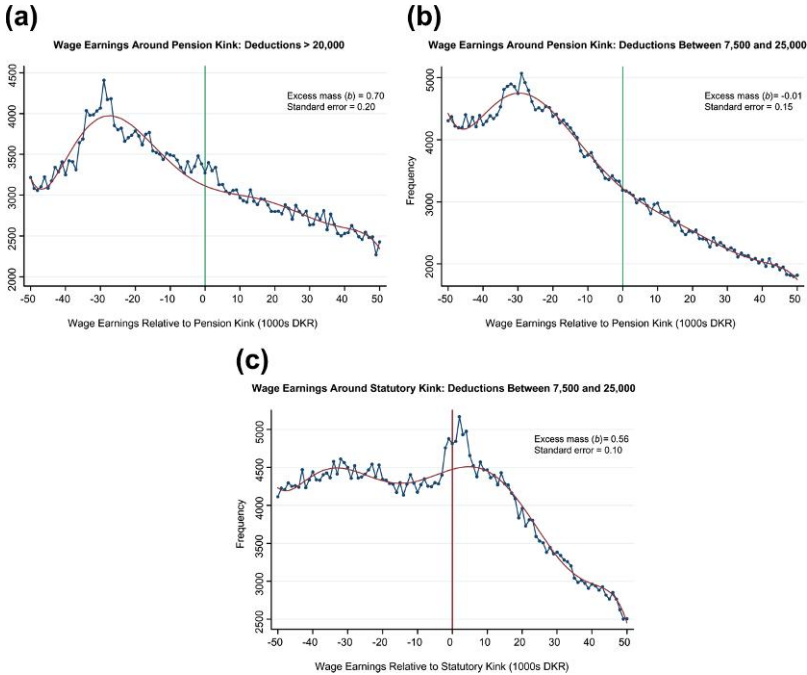 (a)
Wage Earnings Around Pension Kink: Deductions > 20,000
Excess mass (b) = 0.70
Standard error = 0.20
4500
4000
3500
3000
2500
2000
-50 -40 -30 -20 -10 0 10 20 30 40 50
Wage Earnings Relative to Pension Kink (1000s DKR)
(b)
Wage Earnings Around Pension Kink: Deductions Between 7,500 and 25,000
Excess mass (b)= -0.01
Standard error = 0.15
Frequency
5000
4000
3000
2000
-50 -40 -30 -20 -10 0 10 20 30 40 50
Wage Earnings Relative to Pension Kink (1000s DKR)
(c)
Wage Earnings Around Statutory Kink: Deductions Between 7,500 and 25,000
Excess mass (b)= 0.56
Standard error = 0.10
Frequency
5000
4500
4000
3500
3000
2500
-50 -40 -30 -20 -10 0 10 20 30 40 50
Wage Earnings Relative to Statutory Kink (1000s DKR)